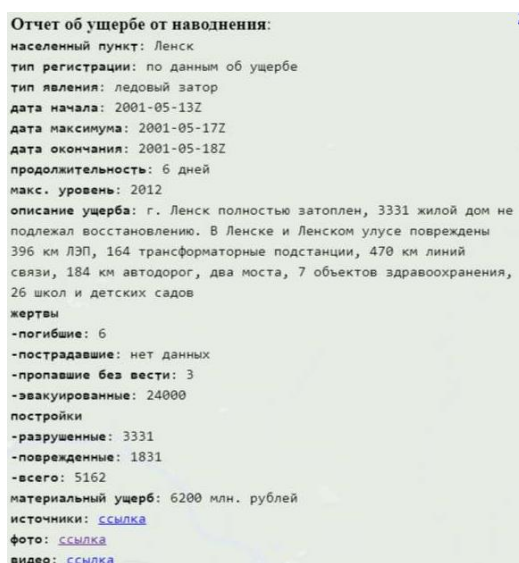 Отчет об ущербе от наводнения:
населенный пункт: Ленск
тип регистрации: по данным об ущербе
тип явления: ледовый затор
дата начала: 2001-05-13Z
дата максимума: 2001-05-17Z
дата окончания: 2001-05-18Z
продолжительность: 6 дней
макс. уровень: 2012
описание ущерба: г. Ленск полностью затоплен, 3331 жилой дом не
подлежал восстановлению. В Ленске и Ленском улусе повреждены
396 км ЛЭП, 164 трансформаторные подстанции, 470 км линий
связи, 184 км автодорог, два моста, 7 объектов здравоохранения,
26 школ и детских садов
жертвы
-погибшие: 6
-пострадавшие: нет данных
-пропавшие без вести: 3
-эвакуированные: 24000
постройки
-разрушенные: 3331
-поврежденные: 1831
-всего: 5162
материальный ущерб: 6200 млн. рублей
источники: ссылка
фото: ссылка
видео: ссылка